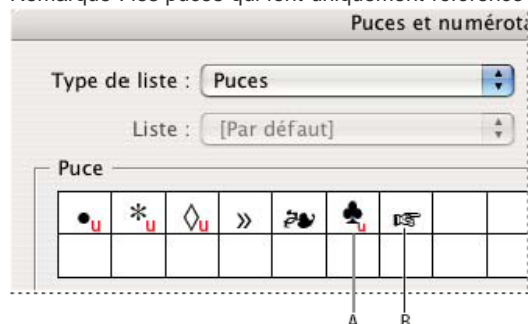 Remarque : les puces qui font uniquement référence
Puces et numérota
Type de liste : Puces
Liste : [Par défaut]
Puce
•u *u ◊u » ❧ ♣u ☞
A B